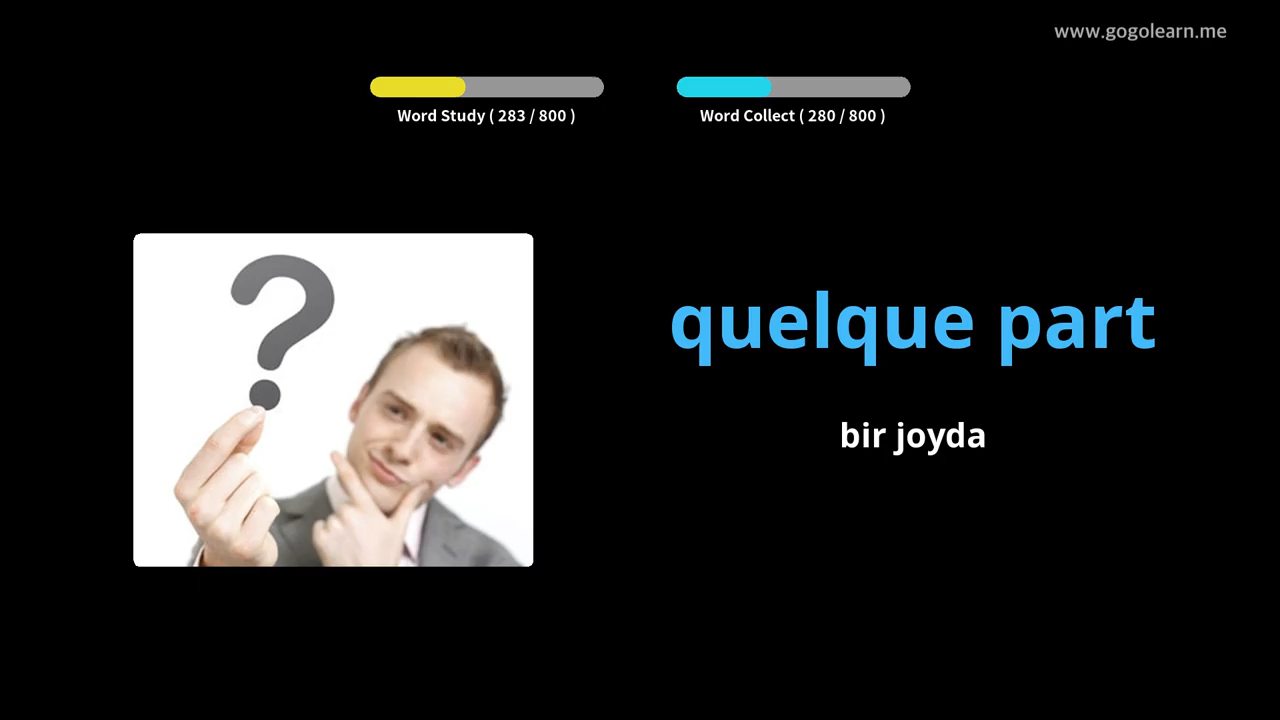 www.gogolearn.me
Word Study ( 283 / 800 )
Word Collect ( 280 / 800 )
quelque part
bir joyda